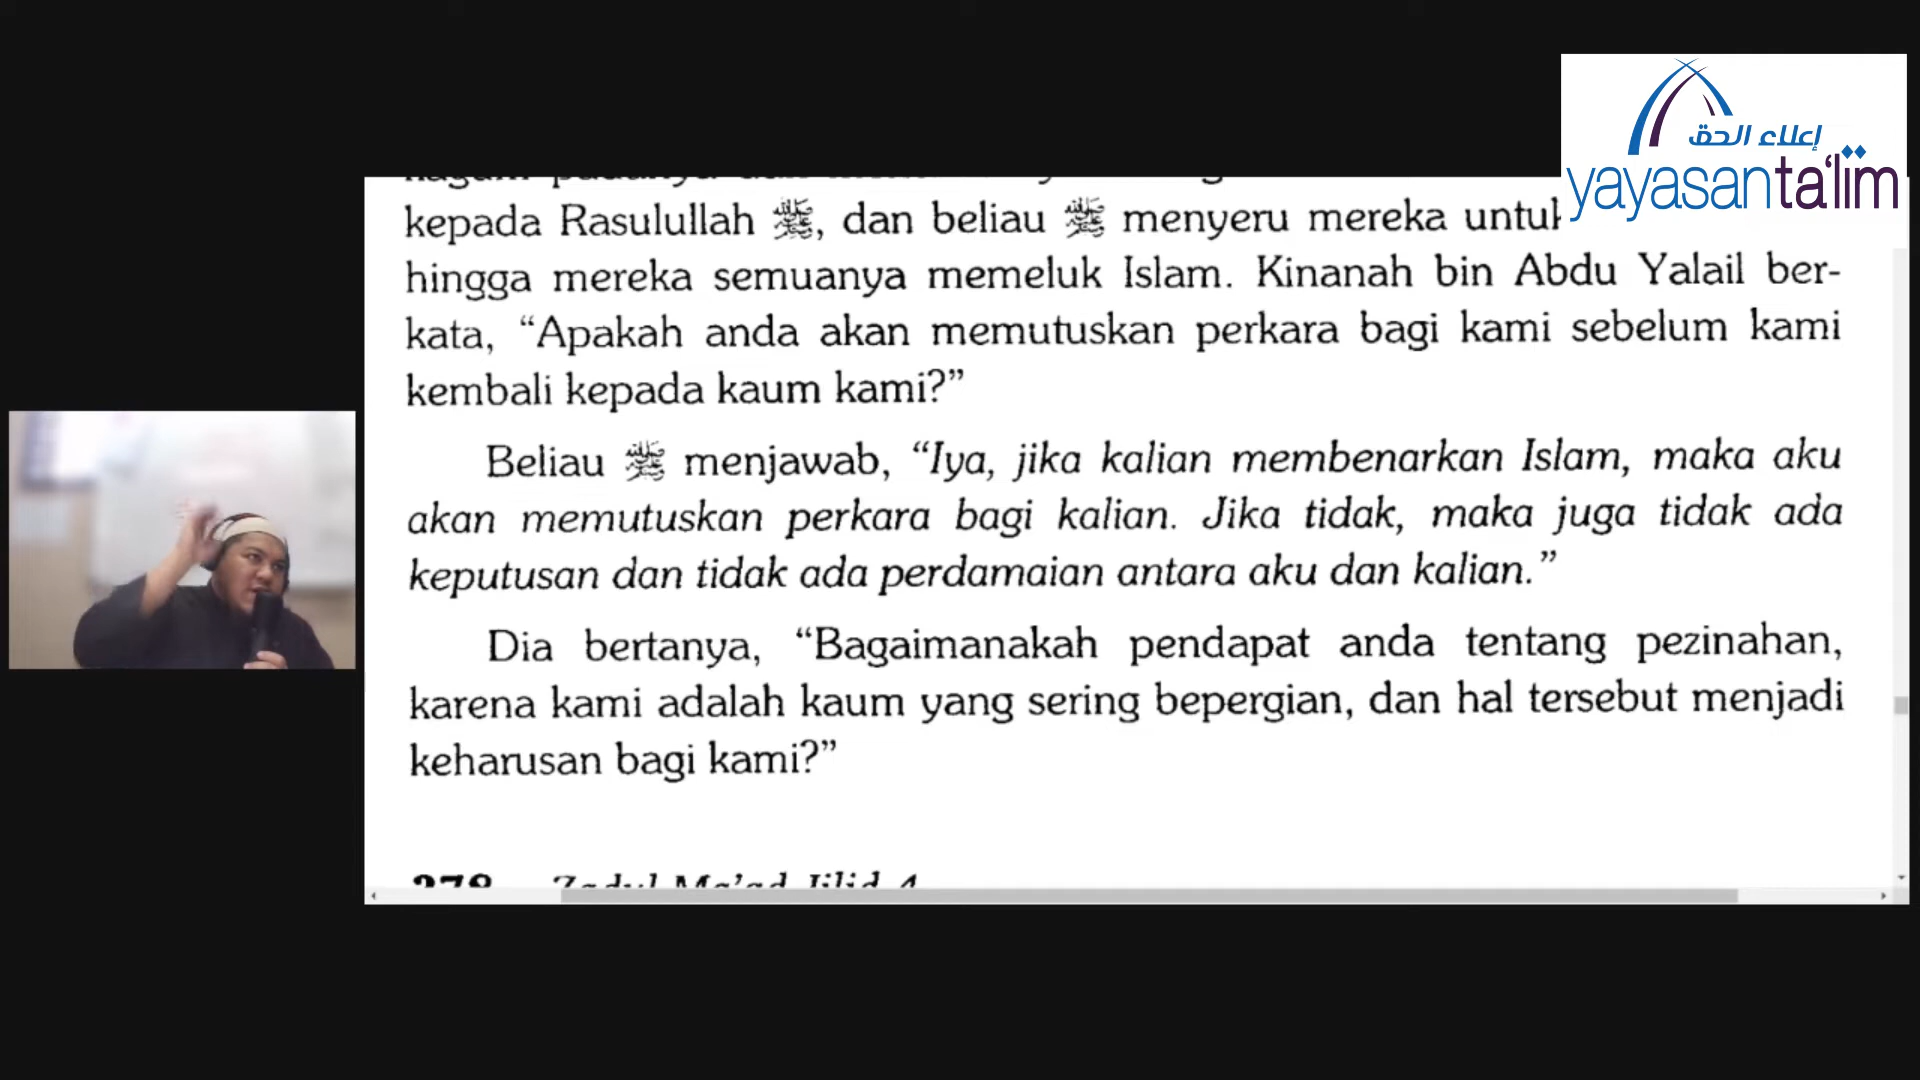 إعلاء الحق
yayasanta'lim
kepada Rasulullah ﷺ, dan beliau ﷺ menyeru mereka
hingga mereka semuanya memeluk Islam. Kinanah bin Abdu Yalail ber-
kata, “Apakah anda akan memutuskan perkara bagi kami sebelum kami
kembali kepada kaum kami?”
Beliau ﷺ menjawab, “Iya, jika kalian membenarkan Islam, maka aku
akan memutuskan perkara bagi kalian. Jika tidak, maka juga tidak ada
keputusan dan tidak ada perdamaian antara aku dan kalian.”
Dia bertanya, “Bagaimanakah pendapat anda tentang pezinahan,
karena kami adalah kaum yang sering bepergian, dan hal tersebut menjadi
keharusan bagi kami?”
Zadul Ma’ad Jilid 4